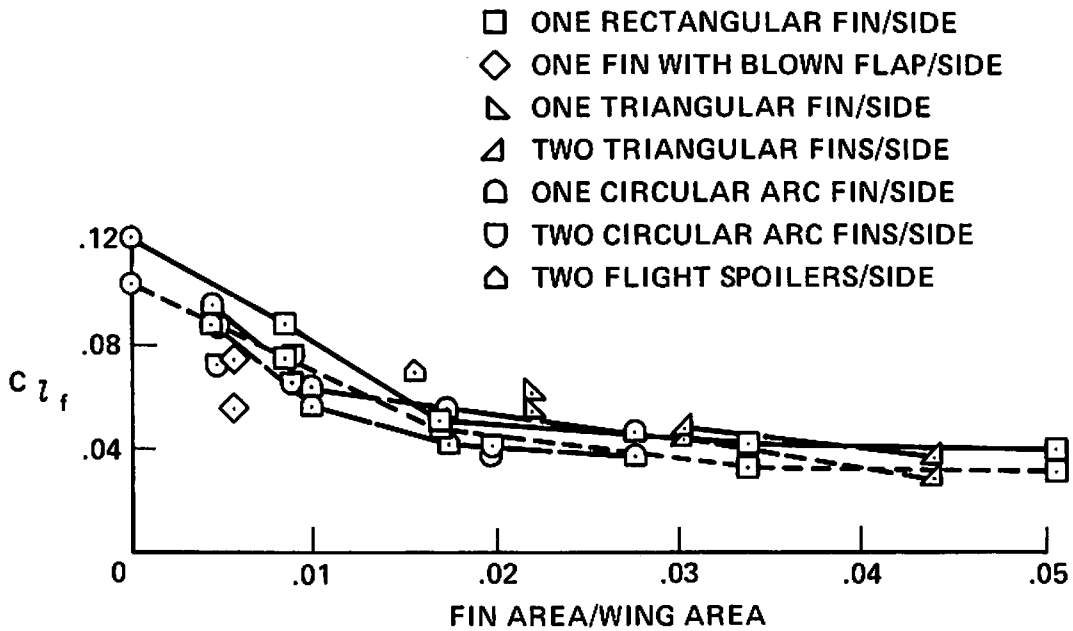 ONE RECTANGULAR FIN/SIDE
ONE FIN WITH BLOWN FLAP/SIDE
ONE TRIANGULAR FIN/SIDE
TWO TRIANGULAR FINS/SIDE
ONE CIRCULAR ARC FIN/SIDE
TWO CIRCULAR ARC FINS/SIDE
TWO FLIGHT SPOILERS/SIDE
.12
.08
C l f
.04
0 .01 .02 .03 .04 .05
FIN AREA/WING AREA